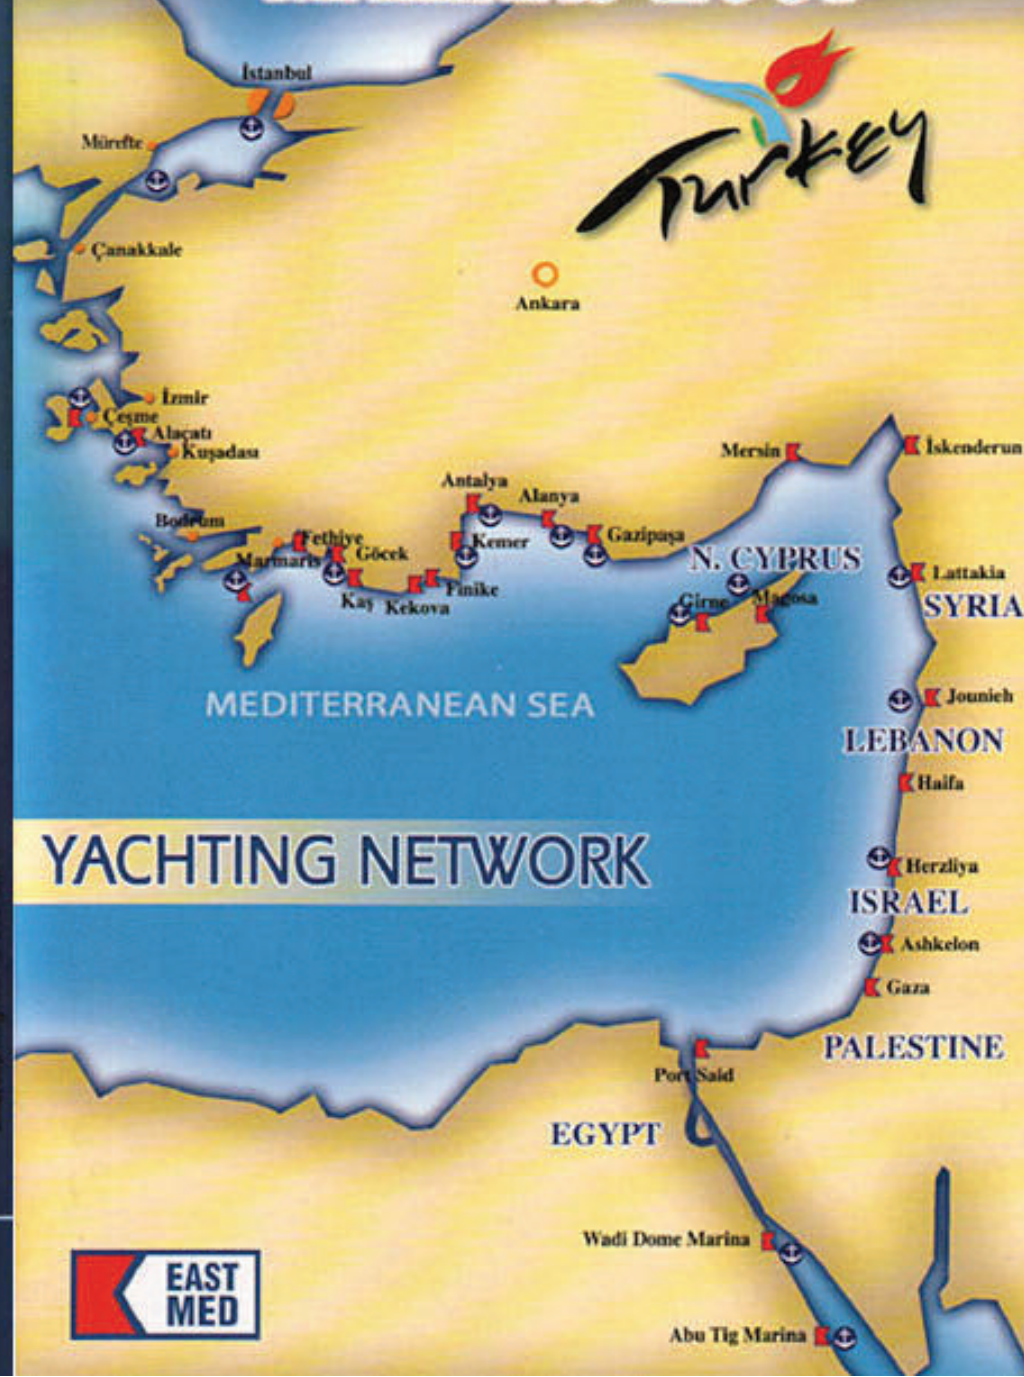 İstanbul
Mürefte
Turkey
Çanakkale
Ankara
İzmir
Çeşme
Alaçatı
Kuşadası
Mersin
İskenderun
Antalya
Alanya
Bodrum
Fethiye
Kemer
Gazipaşa
Marmaris
Göcek
N. CYPRUS
Lattakia
Finike
Kaş
Kekova
Girne
Magosa
SYRIA
MEDITERRANEAN SEA
Jounieh
LEBANON
Haifa
YACHTING NETWORK
Herzliya
ISRAEL
Ashkelon
Gaza
PALESTINE
Port Said
EGYPT
Wadi Dome Marina
EAST
MED
Abu Tig Marina